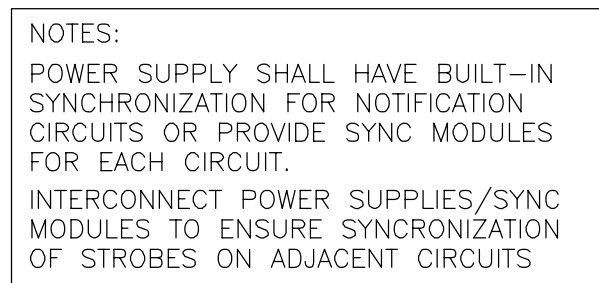 NOTES:
POWER SUPPLY SHALL HAVE BUILT-IN
SYNCHRONIZATION FOR NOTIFICATION
CIRCUITS OR PROVIDE SYNC MODULES
FOR EACH CIRCUIT.
INTERCONNECT POWER SUPPLIES/SYNC
MODULES TO ENSURE SYNCRONIZATION
OF STROBES ON ADJACENT CIRCUITS